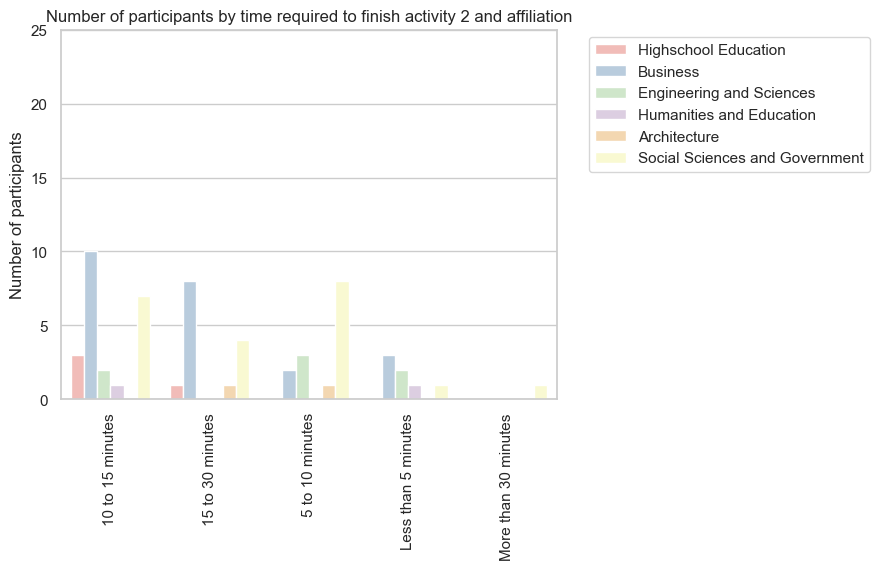 Number of participants by time required to finish activity 2 and affiliation
25
20
15
10
5
0
Number of participants
10 to 15 minutes
15 to 30 minutes
5 to 10 minutes
Less than 5 minutes
More than 30 minutes
Highschool Education
Business
Engineering and Sciences
Humanities and Education
Architecture
Social Sciences and Government